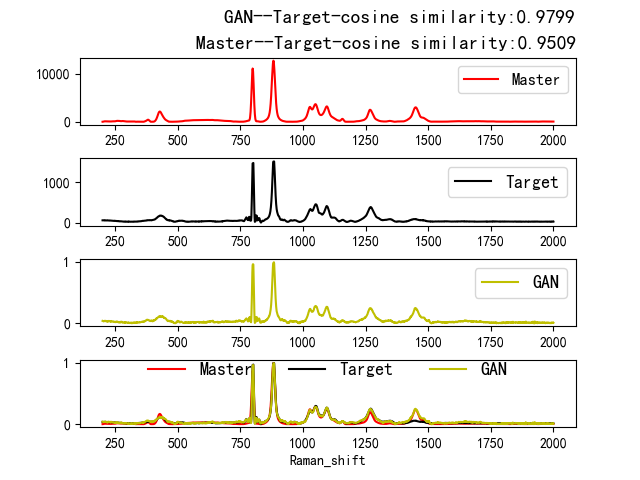 GAN--Target-cosine similarity:0.9799
Master--Target-cosine similarity:0.9509
10000
0
Master
250 500 750 1000 1250 1500 1750 2000
1000
0
Target
250 500 750 1000 1250 1500 1750 2000
1
0
GAN
250 500 750 1000 1250 1500 1750 2000
1
0
Master Target GAN
250 500 750 1000 1250 1500 1750 2000
Raman_shift